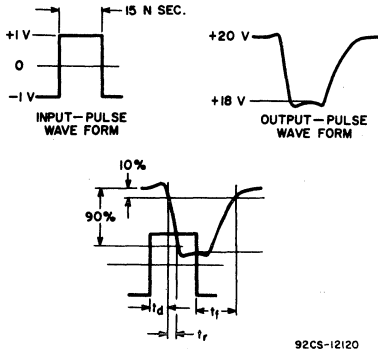 15 N SEC.
+1 V
0
-1 V
INPUT-PULSE
WAVE FORM
+20 V
+18 V
OUTPUT-PULSE
WAVE FORM
10%
90%
td
tf
tr
92CS-12120